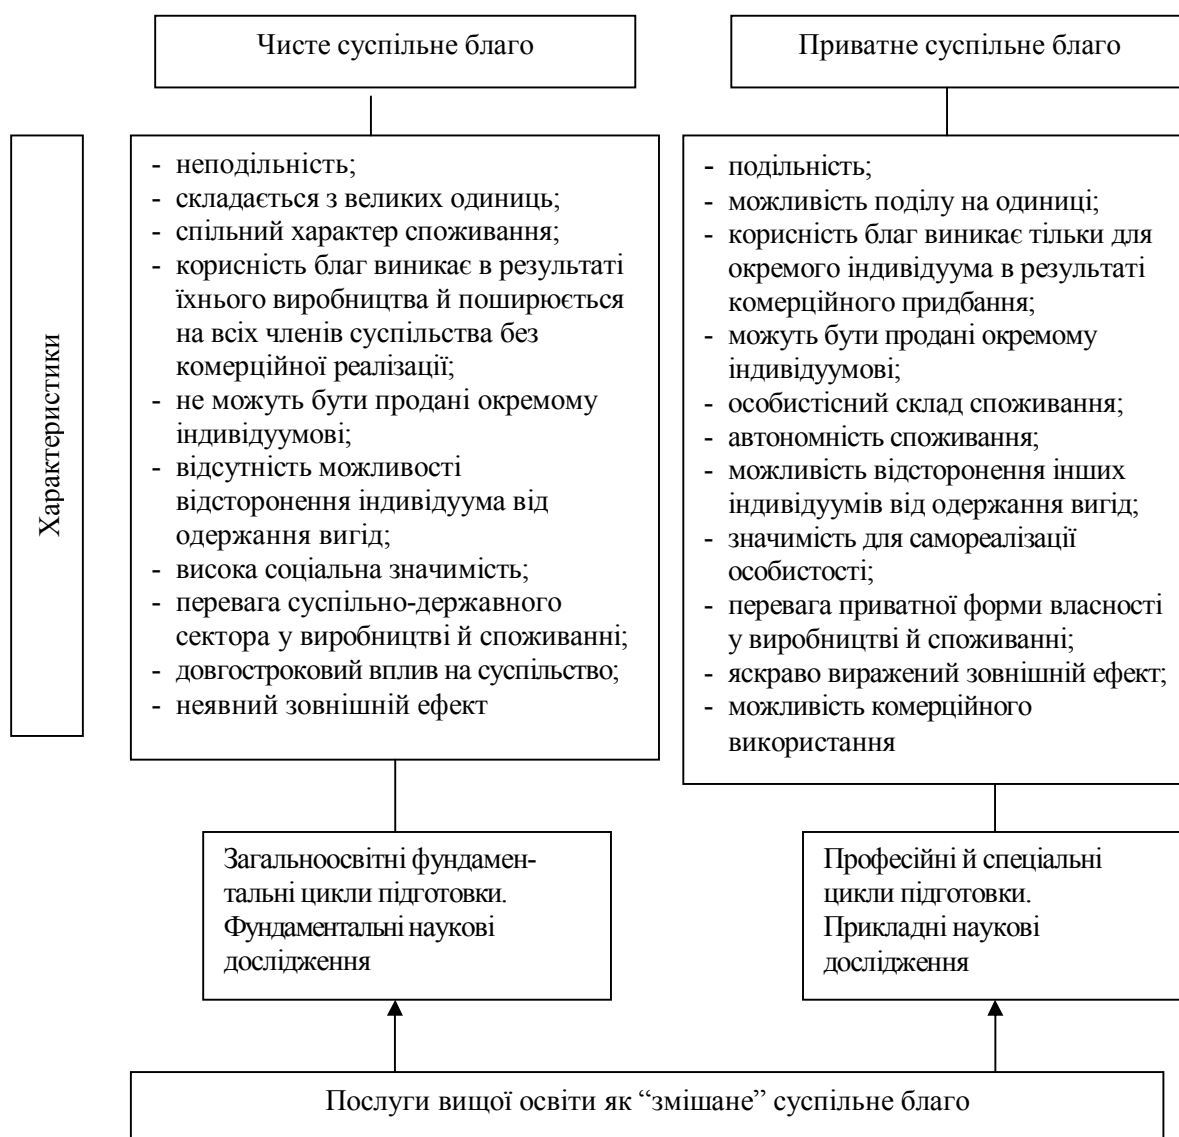 Чисте суспільне благо
Приватне суспільне благо
Характеристики
- неподільність;
- складається з великих одиниць;
- спільний характер споживання;
- корисність благ виникає в результаті
їхнього виробництва й поширюється
на всіх членів суспільства без
комерційної реалізації;
- не можуть бути продані окремому
індивідуумові;
- відсутність можливості
відсторонення індивідуума від
одержання вигід;
- висока соціальна значимість;
- перевага суспільно-державного
сектора у виробництві й споживанні;
- довгостроковий вплив на суспільство;
- неявний зовнішній ефект
- подільність;
- можливість поділу на одиниці;
- корисність благ виникає тільки для
окремого індивідуума в результаті
комерційного придбання;
- можуть бути продані окремому
індивідуумові;
- особистісний склад споживання;
- автономність споживання;
- можливість відсторонення інших
індивідуумів від одержання вигід;
- значимість для самореалізації
особистості;
- перевага приватної форми власності
у виробництві й споживанні;
- яскраво виражений зовнішній ефект;
- можливість комерційного
використання
Загальноосвітні фундамен-
тальні цикли підготовки.
Фундаментальні наукові
дослідження
Професійні й спеціальні
цикли підготовки.
Прикладні наукові
дослідження
Послуги вищої освіти як “змішане” суспільне благо